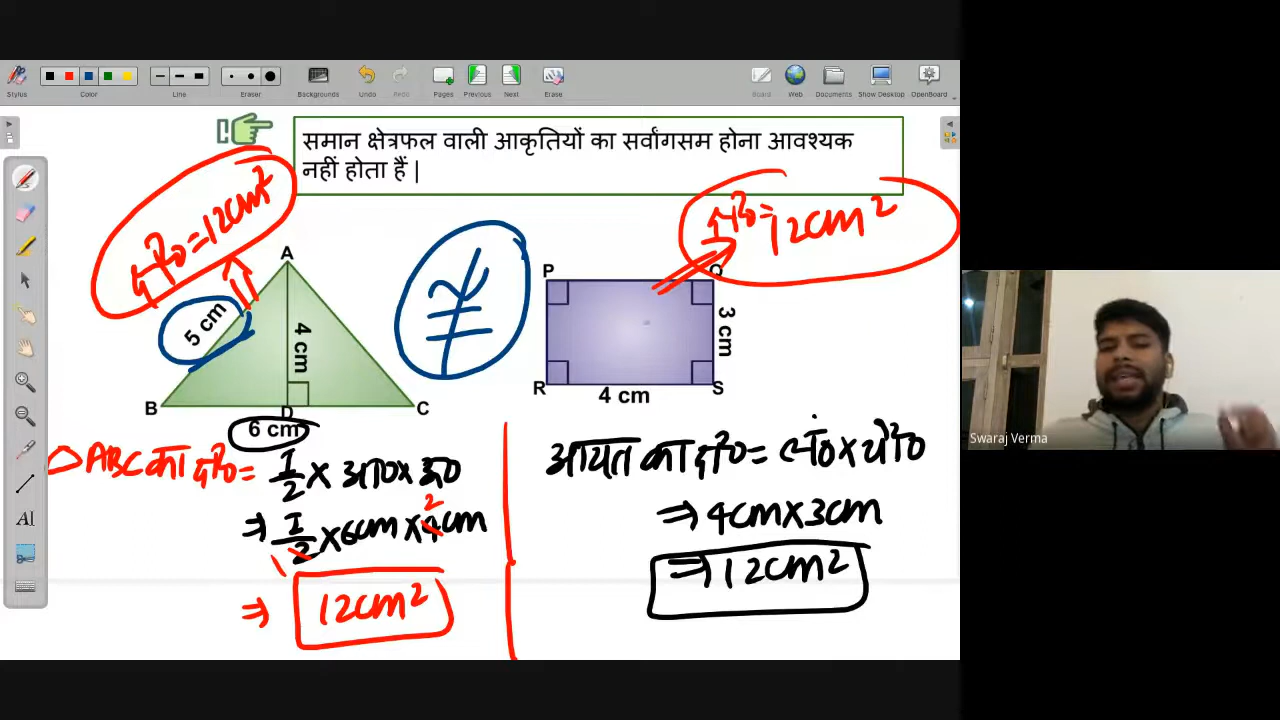 Stylus
Color
Line
Eraser
Backgrounds
Undo
Redo
Pages
Previous
Next
Erase
Board
Web
Documents
Show Desktop
OpenBoard
समान क्षेत्रफल वाली आकृतियों का सर्वांगसम होना आवश्यक
नहीं होता हैं |
क्षे०=12cm²
क्षे०=12cm²
A
5 cm
4 cm
B
D
C
6 cm
≇
P
Q
3 cm
R
S
4 cm
△ABC का क्षे०= 1/2 × आ० × ऊ०
⇒ 1/2 × 6cm × 4cm
2
1
⇒ 12cm²
आयत का क्षे०= लं० × चौ०
⇒ 4cm×3cm
⇒ 12cm²
Swaraj Verma